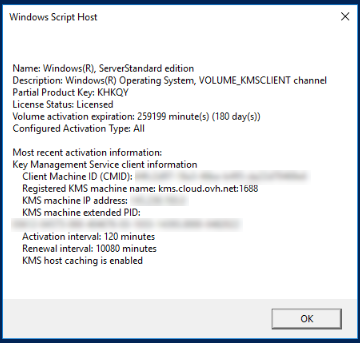 Windows Script Host
Name: Windows(R), ServerStandard edition
Description: Windows(R) Operating System, VOLUME_KMSCLIENT channel
Partial Product Key: KHKQY
License Status: Licensed
Volume activation expiration: 259199 minute(s) (180 day(s))
Configured Activation Type: All
Most recent activation information:
Key Management Service client information
Client Machine ID (CMID):
Registered KMS machine name: kms.cloud.ovh.net:1688
KMS machine IP address:
KMS machine extended PID:
Activation interval: 120 minutes
Renewal interval: 10080 minutes
KMS host caching is enabled
OK